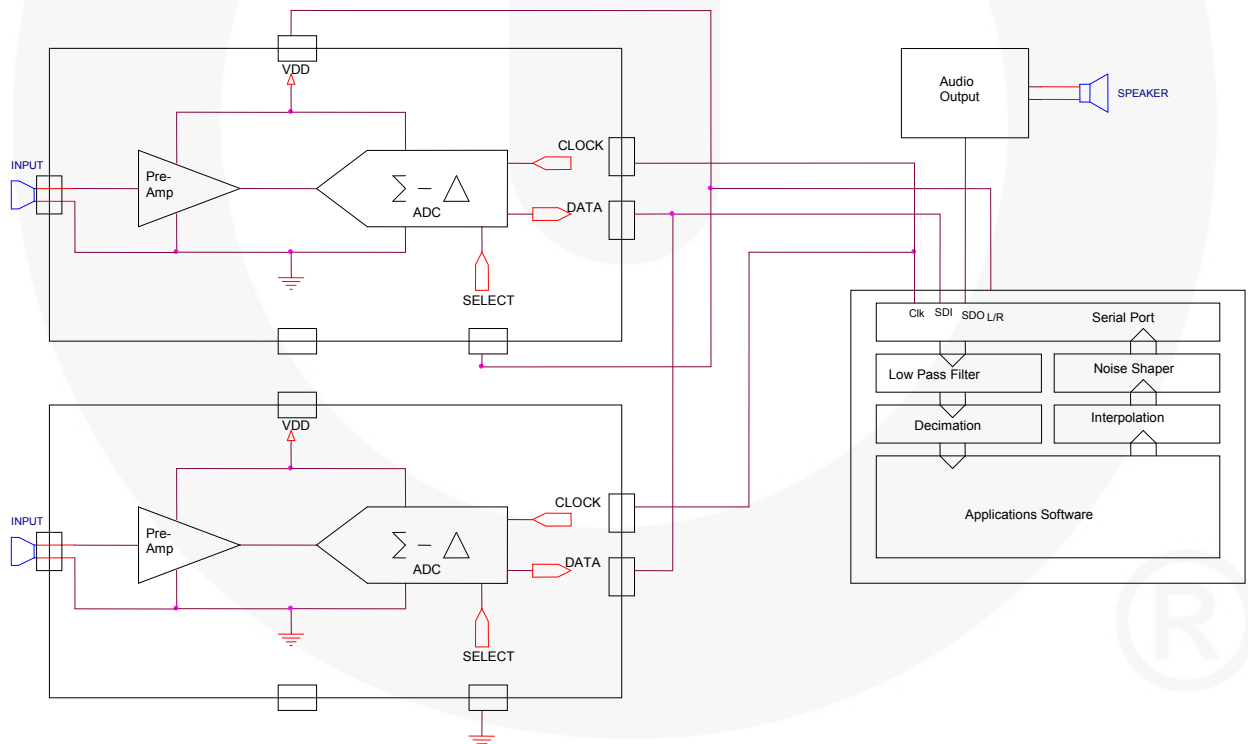 VDD
INPUT
Pre-
Amp
Σ – Δ
ADC
CLOCK
DATA
SELECT
Audio
Output
SPEAKER
Clk SDI SDO L/R
Serial Port
Low Pass Filter
Noise Shaper
Decimation
Interpolation
Applications Software
VDD
INPUT
Pre-
Amp
Σ – Δ
ADC
CLOCK
DATA
SELECT
®